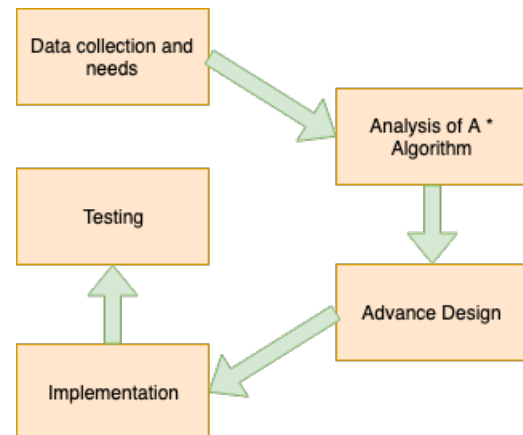 Data collection and
needs
Analysis of A *
Algorithm
Advance Design
Implementation
Testing